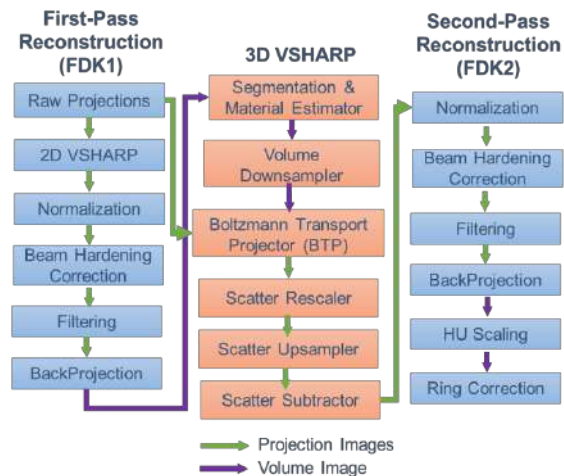 First-Pass
Reconstruction
(FDK1)
Raw Projections
2D VSHARP
Normalization
Beam Hardening
Correction
Filtering
BackProjection
3D VSHARP
Segmentation &
Material Estimator
Volume
Downsampler
Boltzmann Transport
Projector (BTP)
Scatter Rescaler
Scatter Upsampler
Scatter Subtractor
Second-Pass
Reconstruction
(FDK2)
Normalization
Beam Hardening
Correction
Filtering
BackProjection
HU Scaling
Ring Correction
Projection Images
Volume Image